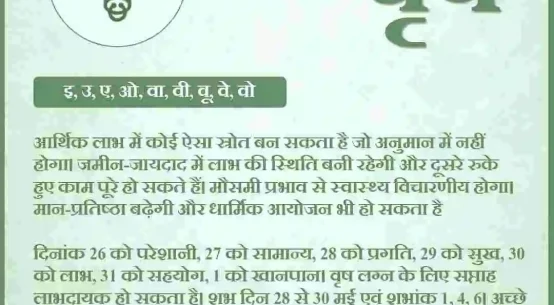 वृष
इ, उ, ए, ओ, वा, वी, वू, वे, वो
आर्थिक लाभ में कोई ऐसा स्रोत बन सकता है जो अनुमान में नहीं
होगा। जमीन-जायदाद में लाभ की स्थिति बनी रहेगी और दूसरे रुके
हुए काम पूरे हो सकते हैं। मौसमी प्रभाव से स्वास्थ्य विचारणीय होगा।
मान-प्रतिष्ठा बढ़ेगी और धार्मिक आयोजन भी हो सकता है
दिनांक 26 को परेशानी, 27 को सामान्य, 28 को प्रगति, 29 को सुख, 30
को लाभ, 31 को सहयोग, 1 को खानपान। वृष लग्न के लिए सप्ताह
लाभदायक हो सकता है। शुभ दिन 28 से 30 मई एवं शुभांक 1, 4, 6। अच्छे